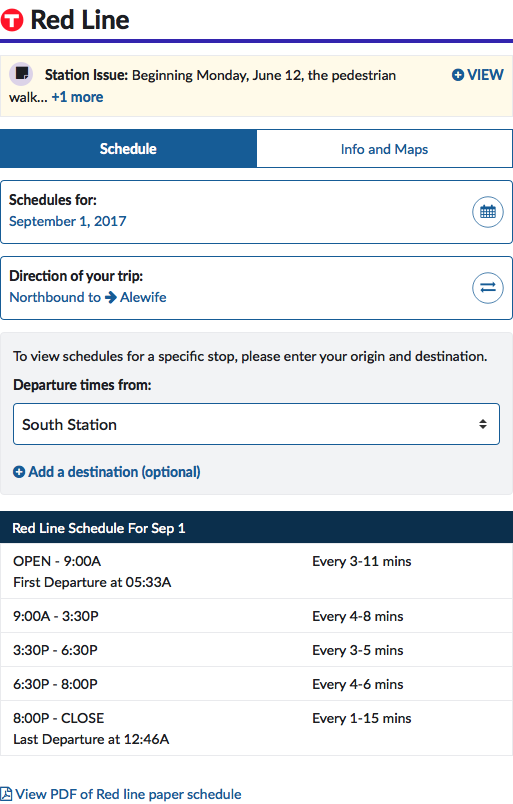 T Red Line
Station Issue: Beginning Monday, June 12, the pedestrian
walk... +1 more
VIEW
Schedule
Info and Maps
Schedules for:
September 1, 2017
Direction of your trip:
Northbound to → Alewife
To view schedules for a specific stop, please enter your origin and destination.
Departure times from:
South Station
Add a destination (optional)
Red Line Schedule For Sep 1
OPEN - 9:00A Every 3-11 mins
First Departure at 05:33A
9:00A - 3:30P Every 4-8 mins
3:30P - 6:30P Every 3-5 mins
6:30P - 8:00P Every 4-6 mins
8:00P - CLOSE Every 1-15 mins
Last Departure at 12:46A
View PDF of Red line paper schedule